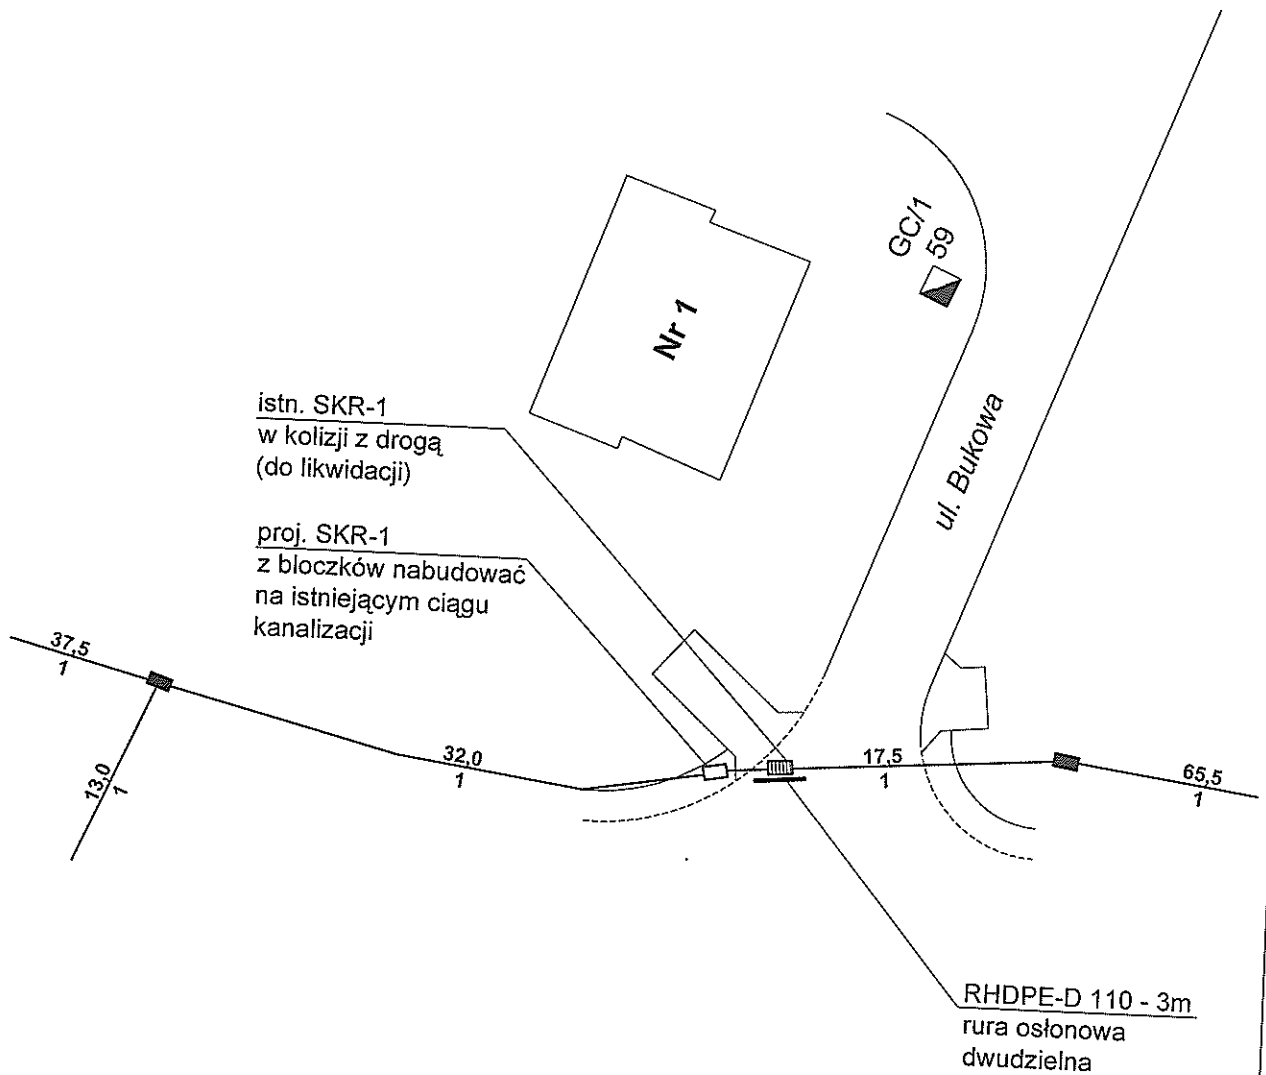 GC/1
59
Nr 1
ul. Bukowa
istn. SKR-1
w kolizji z drogą
(do likwidacji)
proj. SKR-1
z bloczków nabudować
na istniejącym ciągu
kanalizacji
37,5
1
13,0
1
32,0
1
17,5
1
65,5
1
RHDPE-D 110 - 3m
rura osłonowa
dwudzielna